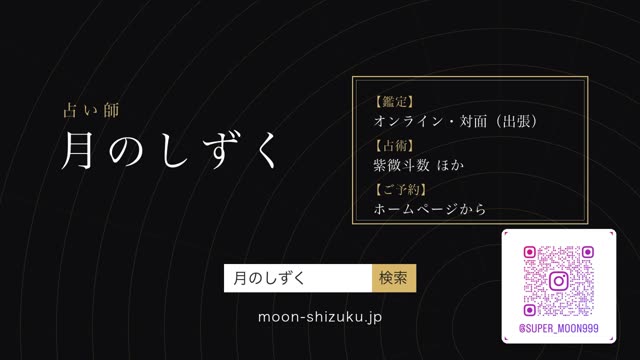 占い師
月のしずく
【鑑定】
オンライン・対面（出張）
【占術】
紫微斗数 ほか
【ご予約】
ホームページから
月のしずく 検索
moon-shizuku.jp
@SUPER_MOON999